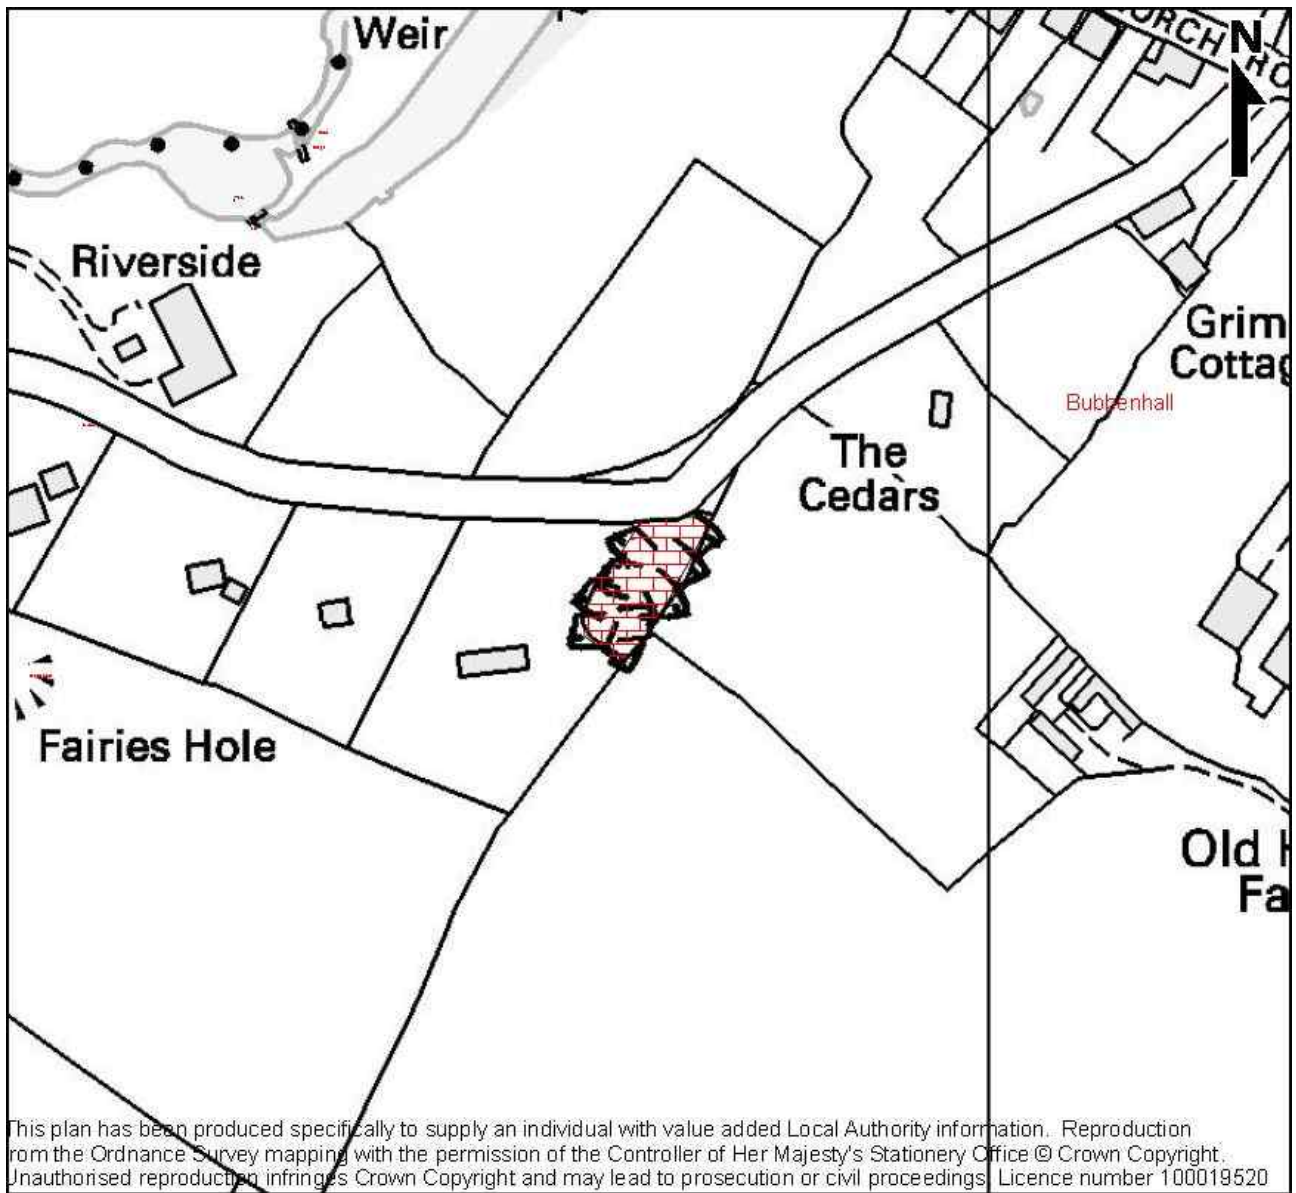 Weir
N
Riverside
Grim
Cottag
Bubbenhall
The
Cedars
Fairies Hole
Old H
Fa
This plan has been produced specifically to supply an individual with value added Local Authority information. Reproduction
rom the Ordnance Survey mapping with the permission of the Controller of Her Majesty's Stationery Office © Crown Copyright.
Unauthorised reproduction infringes Crown Copyright and may lead to prosecution or civil proceedings. Licence number 100019520